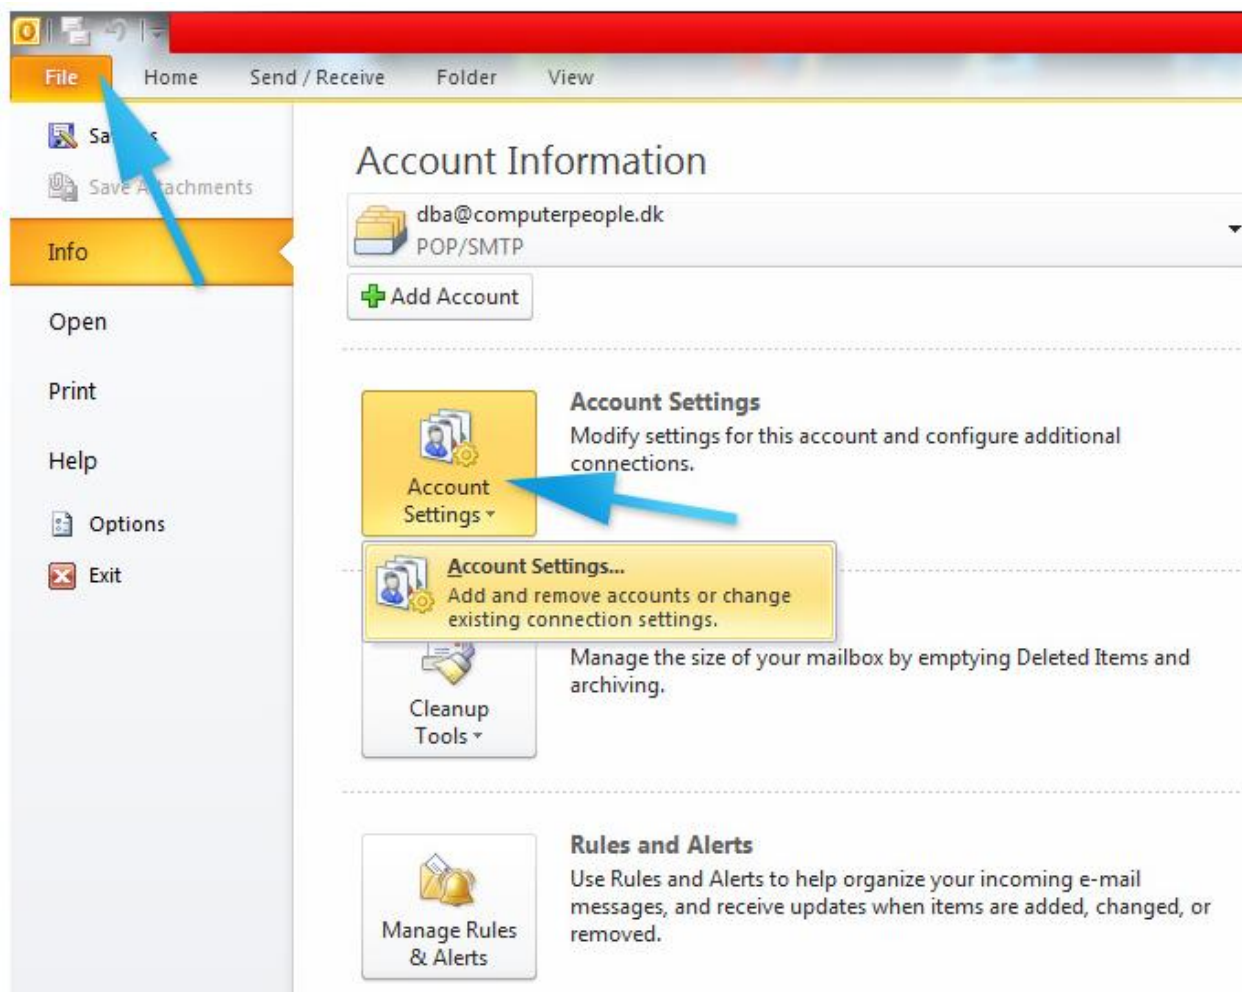 File Home Send / Receive Folder View
Save Attachments
Info
Open
Print
Help
Options
Exit
Account Information
dba@computerpeople.dk
POP/SMTP
Add Account
Account
Settings
Account Settings
Modify settings for this account and configure additional
connections.
Account Settings...
Add and remove accounts or change
existing connection settings.
Cleanup
Tools
Manage the size of your mailbox by emptying Deleted Items and
archiving.
Manage Rules
& Alerts
Rules and Alerts
Use Rules and Alerts to help organize your incoming e-mail
messages, and receive updates when items are added, changed, or
removed.